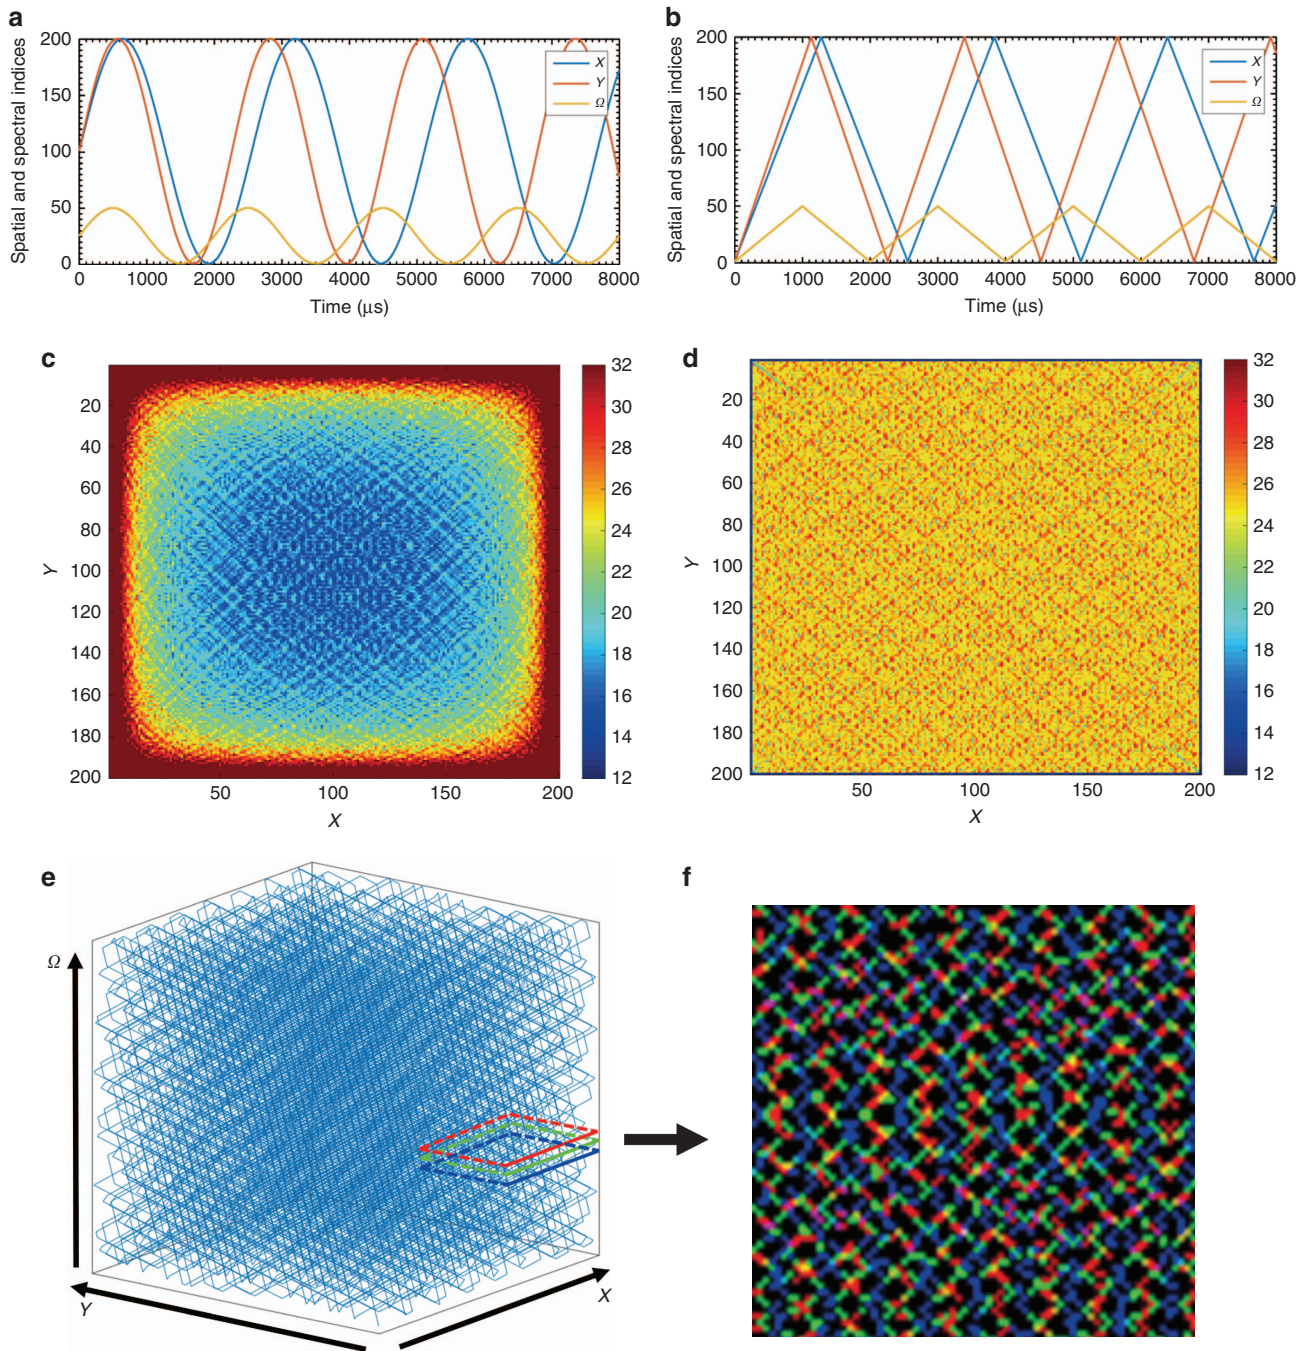 a
Spatial and spectral indices
200
150
100
50
0
0 1000 2000 3000 4000 5000 6000 7000 8000
Time (μs)
X
Y
Ω
b
Spatial and spectral indices
200
150
100
50
0
0 1000 2000 3000 4000 5000 6000 7000 8000
Time (μs)
X
Y
Ω
c
Y
20
40
60
80
100
120
140
160
180
200
50 100 150 200
X
32
30
28
26
24
22
20
18
16
14
12
d
Y
20
40
60
80
100
120
140
160
180
200
50 100 150 200
X
32
30
28
26
24
22
20
18
16
14
12
e
Ω
Y
X
f